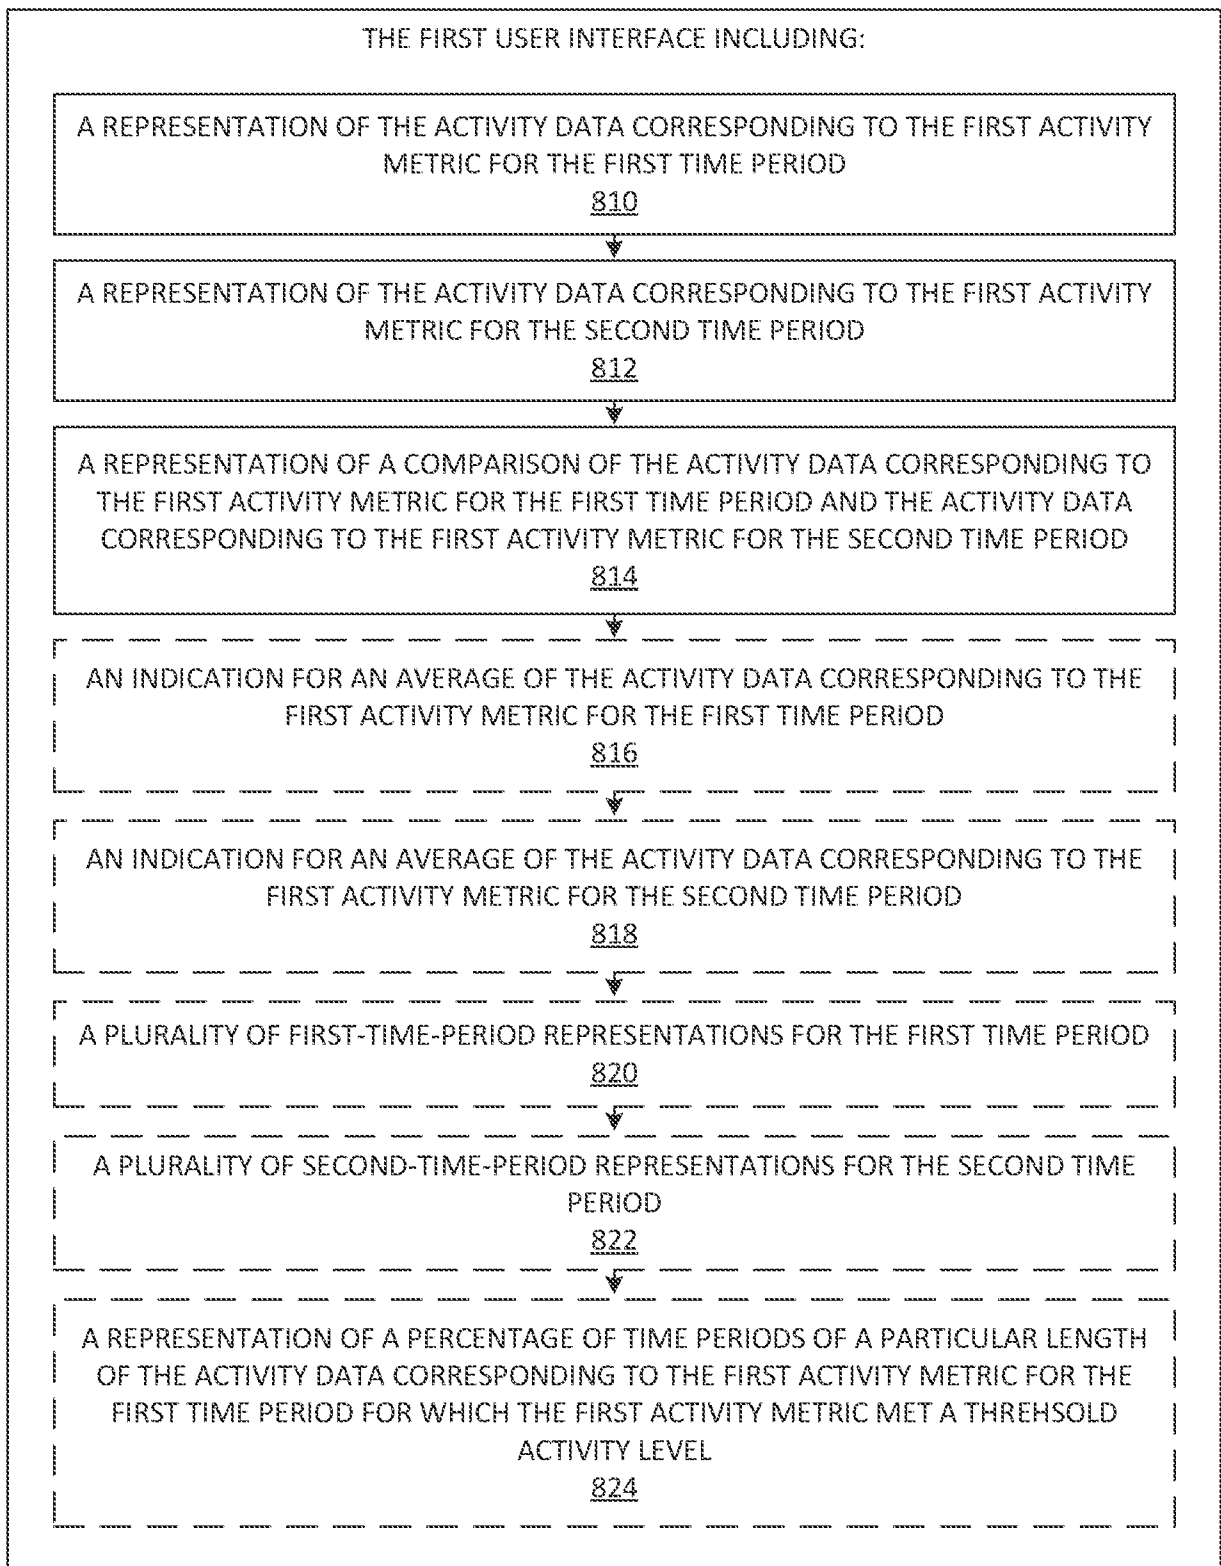 THE FIRST USER INTERFACE INCLUDING:
A REPRESENTATION OF THE ACTIVITY DATA CORRESPONDING TO THE FIRST ACTIVITY
METRIC FOR THE FIRST TIME PERIOD
810
A REPRESENTATION OF THE ACTIVITY DATA CORRESPONDING TO THE FIRST ACTIVITY
METRIC FOR THE SECOND TIME PERIOD
812
A REPRESENTATION OF A COMPARISON OF THE ACTIVITY DATA CORRESPONDING TO
THE FIRST ACTIVITY METRIC FOR THE FIRST TIME PERIOD AND THE ACTIVITY DATA
CORRESPONDING TO THE FIRST ACTIVITY METRIC FOR THE SECOND TIME PERIOD
814
AN INDICATION FOR AN AVERAGE OF THE ACTIVITY DATA CORRESPONDING TO THE
FIRST ACTIVITY METRIC FOR THE FIRST TIME PERIOD
816
AN INDICATION FOR AN AVERAGE OF THE ACTIVITY DATA CORRESPONDING TO THE
FIRST ACTIVITY METRIC FOR THE SECOND TIME PERIOD
818
A PLURALITY OF FIRST-TIME-PERIOD REPRESENTATIONS FOR THE FIRST TIME PERIOD
820
A PLURALITY OF SECOND-TIME-PERIOD REPRESENTATIONS FOR THE SECOND TIME
PERIOD
822
A REPRESENTATION OF A PERCENTAGE OF TIME PERIODS OF A PARTICULAR LENGTH
OF THE ACTIVITY DATA CORRESPONDING TO THE FIRST ACTIVITY METRIC FOR THE
FIRST TIME PERIOD FOR WHICH THE FIRST ACTIVITY METRIC MET A THREHSOLD
ACTIVITY LEVEL
824